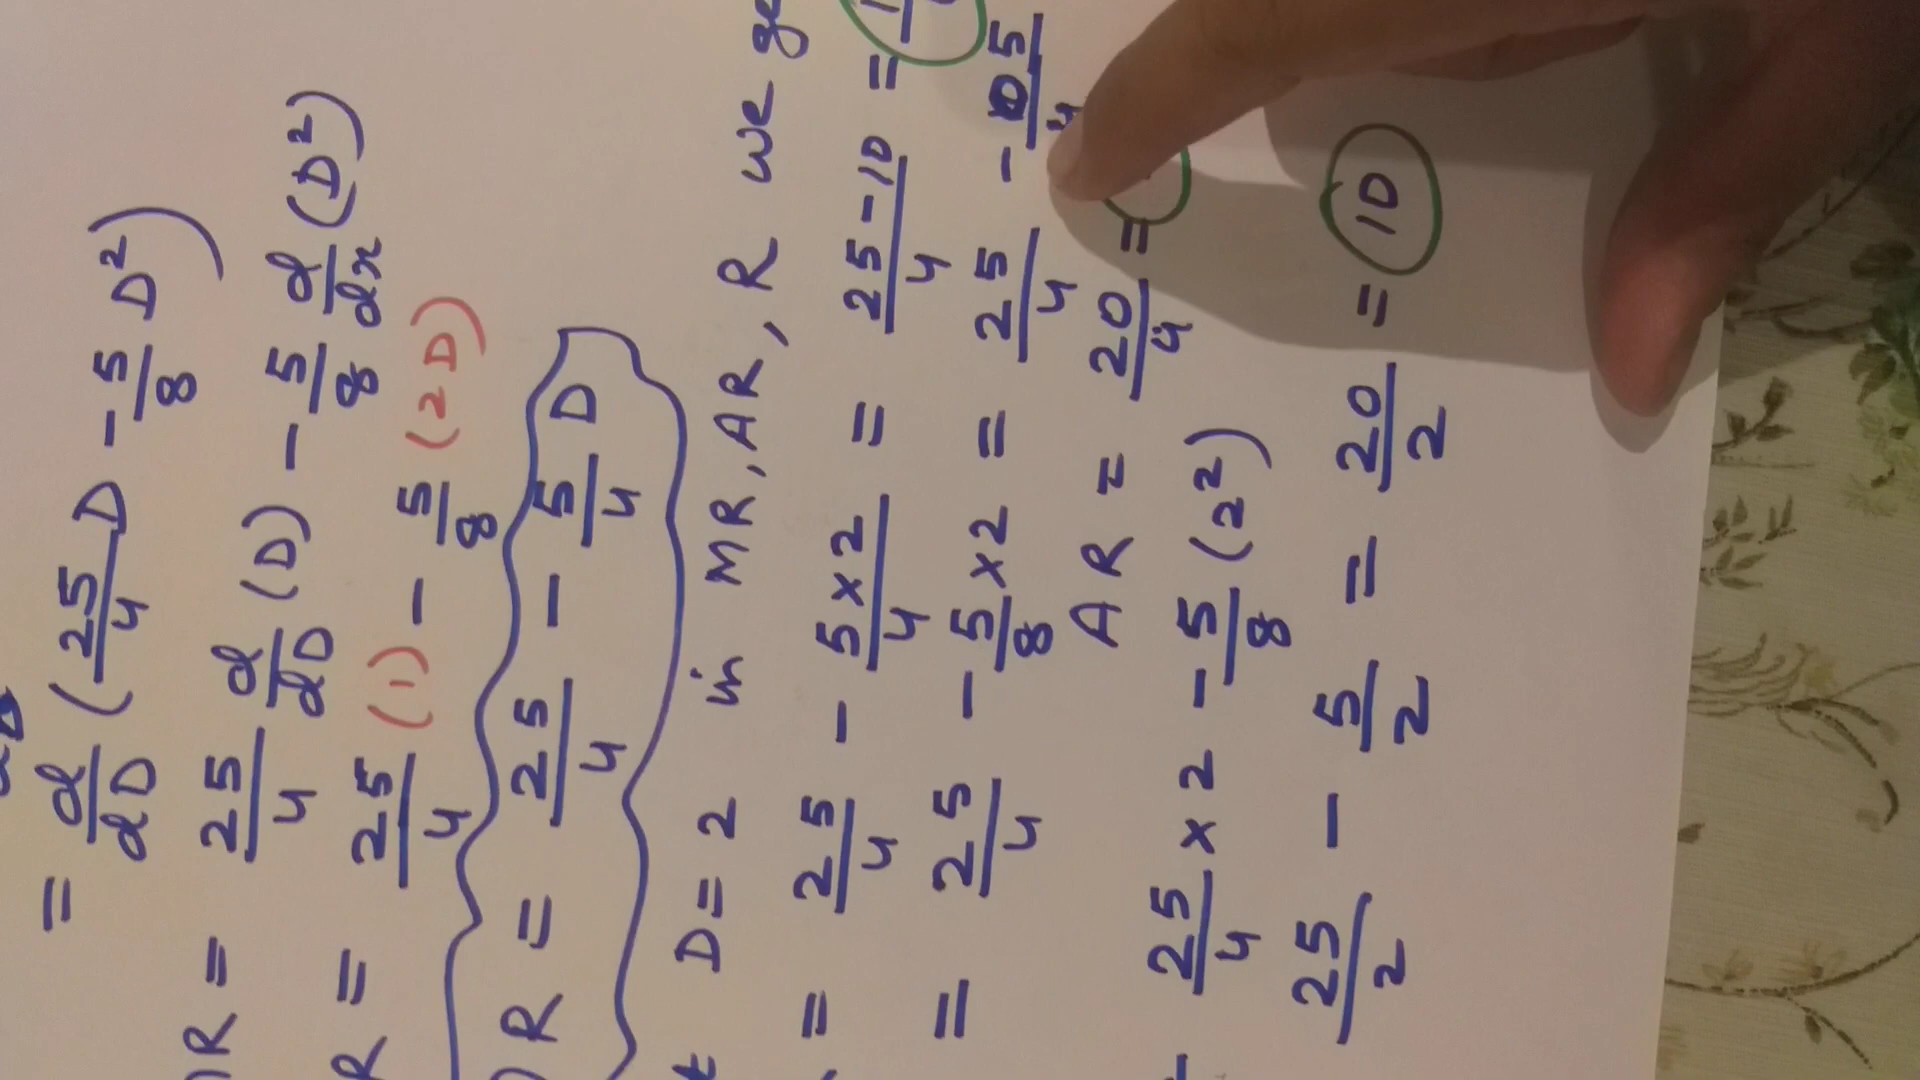 = d/dD (25/4 D - 5/8 D²)
R = 25/4 d/dD (D) - 5/8 d/dx (D²)
R = 25/4 (1) - 5/8 (2D)
R = 25/4 - 5/4 D
D = 2 in MR, AR, R we
= 25/4 - 5×2/4 = 25-10/4 =
= 25/4 - 5/8 ×2 = 25/4 - 5/4
AR = 20/4 =
25/4 × 2 - 5/8 (2²)
25/2 - 5/2 = 20/2 = 10